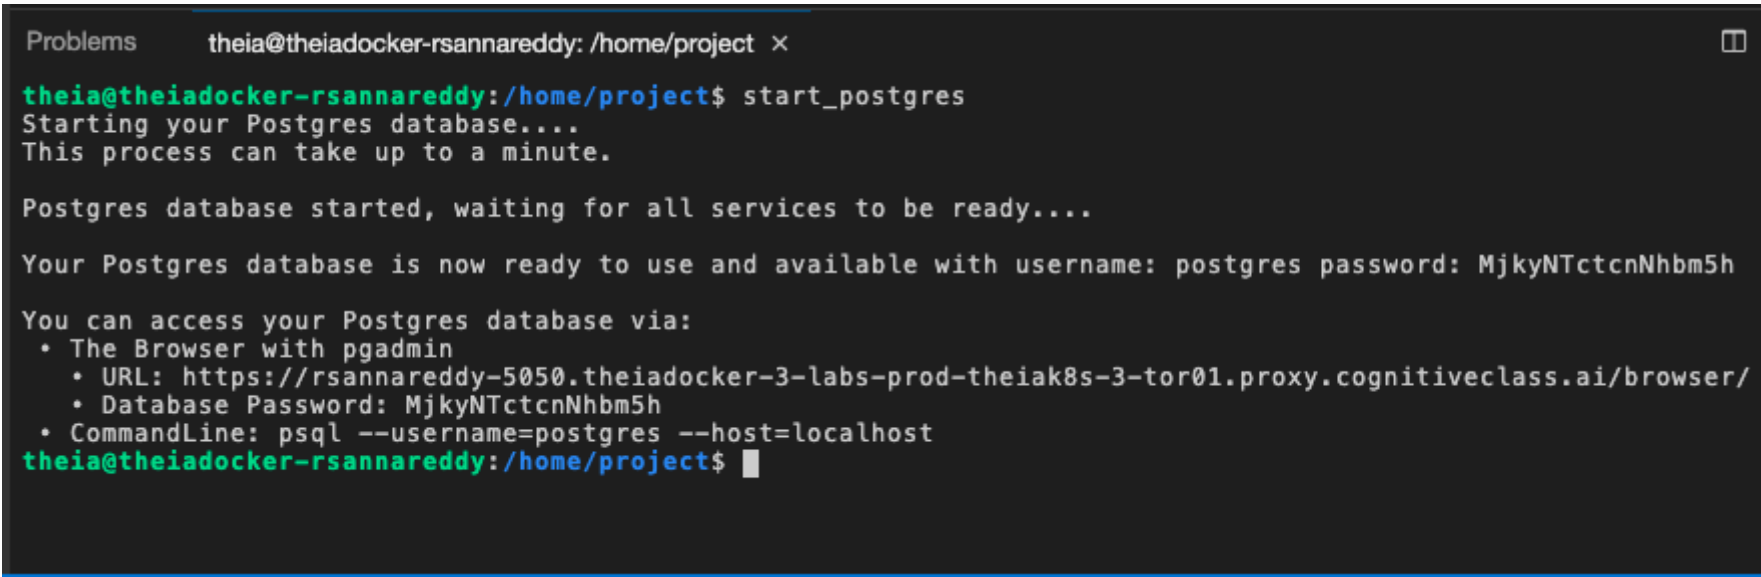 Problems
theia@theiadocker-rsannareddy: /home/project ×
theia@theiadocker-rsannareddy:/home/project$ start_postgres
Starting your Postgres database....
This process can take up to a minute.
Postgres database started, waiting for all services to be ready....
Your Postgres database is now ready to use and available with username: postgres password: MjkyNTctcnNhbm5h
You can access your Postgres database via:
• The Browser with pgadmin
• URL: https://rsannareddy-5050.theiadocker-3-labs-prod-theiak8s-3-tor01.proxy.cognitiveclass.ai/browser/
• Database Password: MjkyNTctcnNhbm5h
• CommandLine: psql --username=postgres --host=localhost
theia@theiadocker-rsannareddy:/home/project$